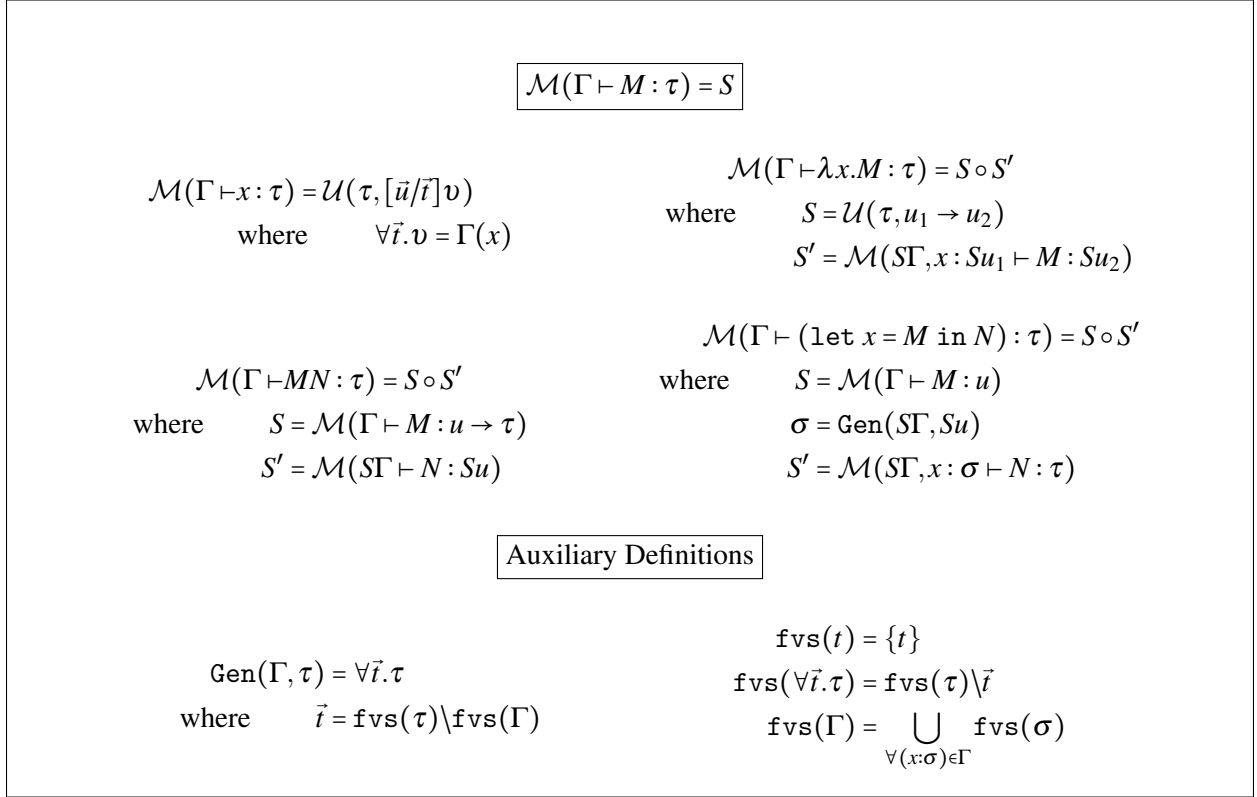 ℳ(Γ ⊢ M : τ) = S
ℳ(Γ ⊢ x : τ) = 𝒰(τ, [u⃗/t⃗]υ)
where ∀t⃗.υ = Γ(x)
ℳ(Γ ⊢ λx.M : τ) = S ∘ S′
where S = 𝒰(τ, u₁ → u₂)
S′ = ℳ(SΓ, x : Su₁ ⊢ M : Su₂)
ℳ(Γ ⊢ MN : τ) = S ∘ S′
where S = ℳ(Γ ⊢ M : u → τ)
S′ = ℳ(SΓ ⊢ N : Su)
ℳ(Γ ⊢ (let x = M in N) : τ) = S ∘ S′
where S = ℳ(Γ ⊢ M : u)
σ = Gen(SΓ, Su)
S′ = ℳ(SΓ, x : σ ⊢ N : τ)
Auxiliary Definitions
Gen(Γ, τ) = ∀t⃗.τ
where t⃗ = fvs(τ)\fvs(Γ)
fvs(t) = {t}
fvs(∀t⃗.τ) = fvs(τ)\t⃗
fvs(Γ) = ⋃ fvs(σ)
∀(x:σ)∈Γ